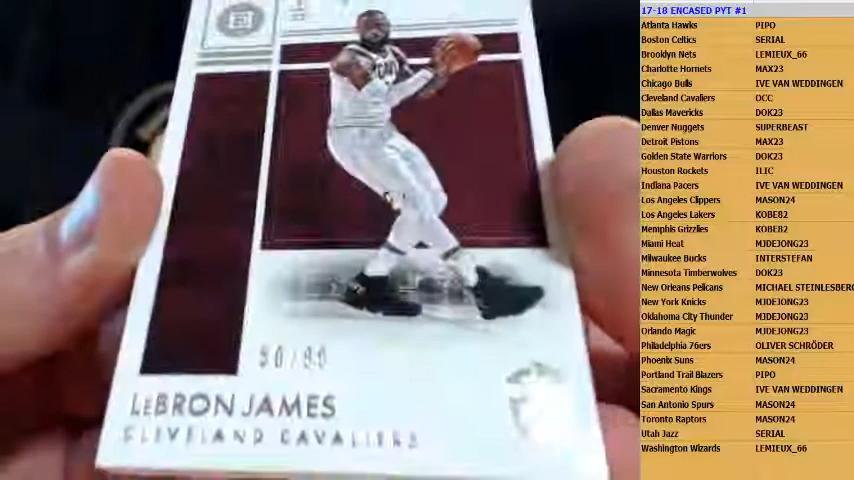 LEBRON JAMES
CLEVELAND CAVALIERS
17-18 ENCASED PYT #1
Atlanta Hawks PIPO
Boston Celtics SERIAL
Brooklyn Nets LEMIEUX_66
Charlotte Hornets MAX23
Chicago Bulls IVE VAN WEDDINGEN
Cleveland Cavaliers OCC
Dallas Mavericks DOK23
Denver Nuggets SUPERBEAST
Detroit Pistons MAX23
Golden State Warriors DOK23
Houston Rockets ILIC
Indiana Pacers IVE VAN WEDDINGEN
Los Angeles Clippers MASON24
Los Angeles Lakers KOBE82
Memphis Grizzlies KOBE82
Miami Heat MJDEJONG23
Milwaukee Bucks INTERSTEFAN
Minnesota Timberwolves DOK23
New Orleans Pelicans MICHAEL STEINLESBERG
New York Knicks MJDEJONG23
Oklahoma City Thunder MJDEJONG23
Orlando Magic MJDEJONG23
Philadelphia 76ers OLIVER SCHRÖDER
Phoenix Suns MASON24
Portland Trail Blazers PIPO
Sacramento Kings IVE VAN WEDDINGEN
San Antonio Spurs MASON24
Toronto Raptors MASON24
Utah Jazz SERIAL
Washington Wizards LEMIEUX_66